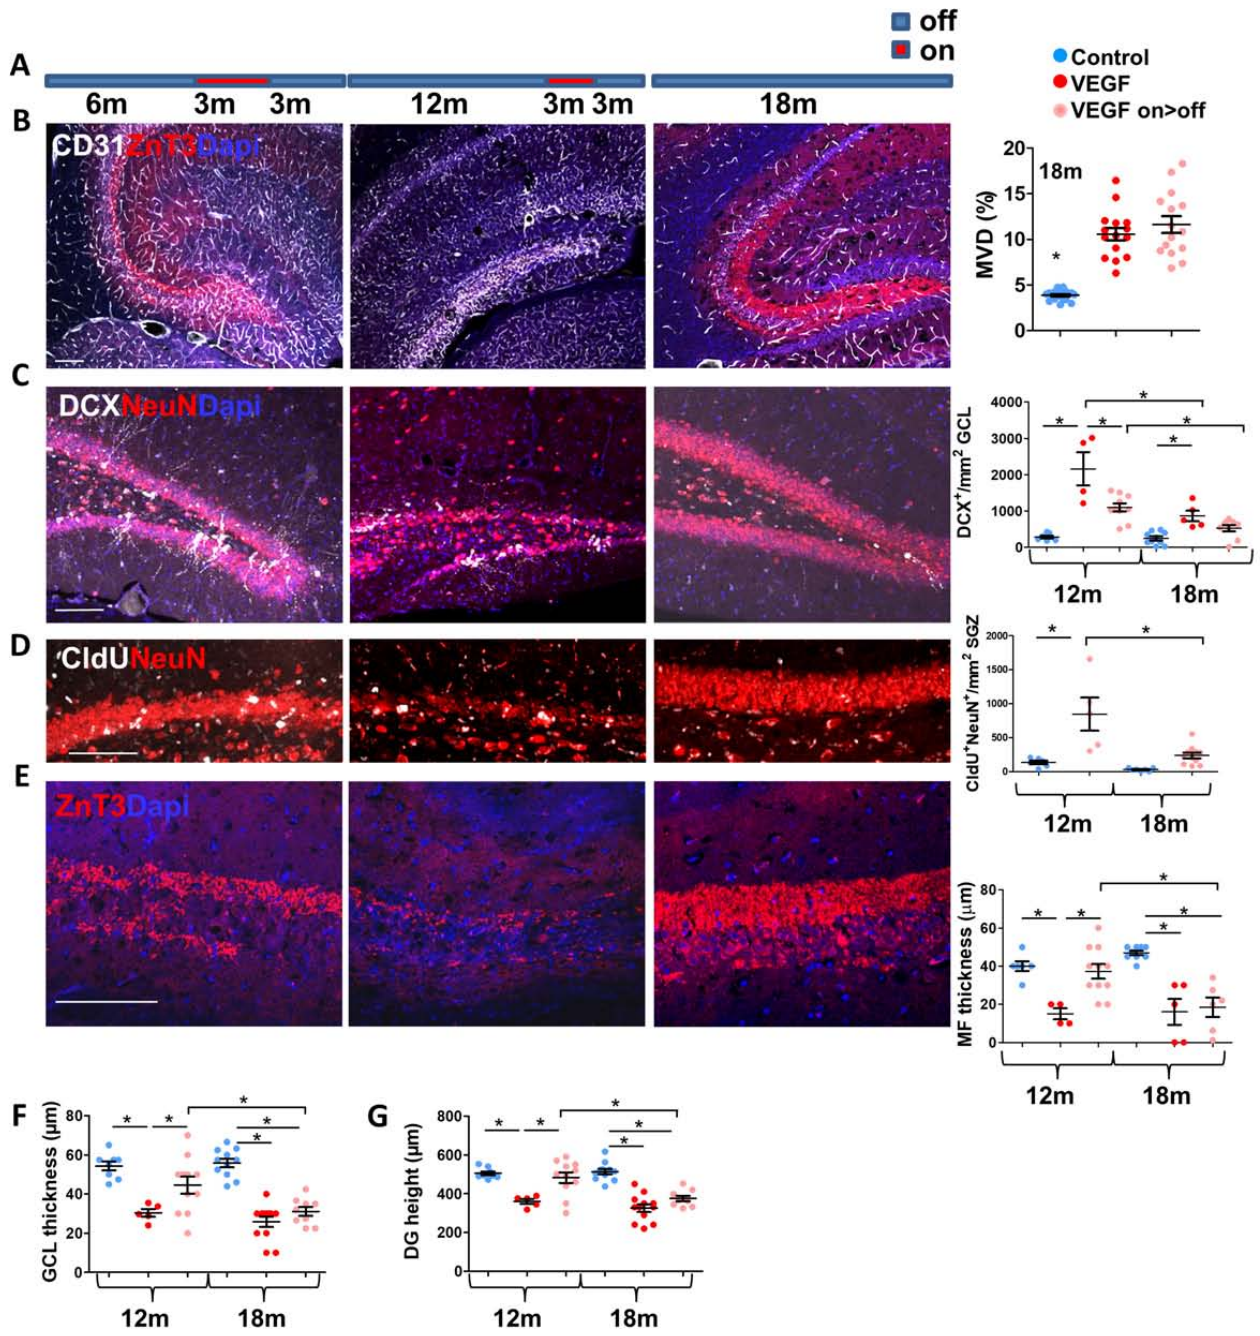 off
on
A
6m 3m 3m 12m 3m 3m 18m
Control
VEGF
VEGF on>off
B
CD31ZnT3Dapi
MVD (%)
20
15
10
5
0
18m
*
C
DCXNeuNDapi
DCX+/mm² GCL
4000
3000
2000
1000
0
* * * * *
12m 18m
D
CldUNeuN
CldU+NeuN+/mm² SGZ
2000
1500
1000
500
0
* *
12m 18m
E
ZnT3Dapi
MF thickness (µm)
80
60
40
20
0
* * * * *
12m 18m
F
GCL thickness (µm)
80
60
40
20
0
* * * * *
12m 18m
G
DG height (µm)
800
600
400
200
0
* * * * *
12m 18m